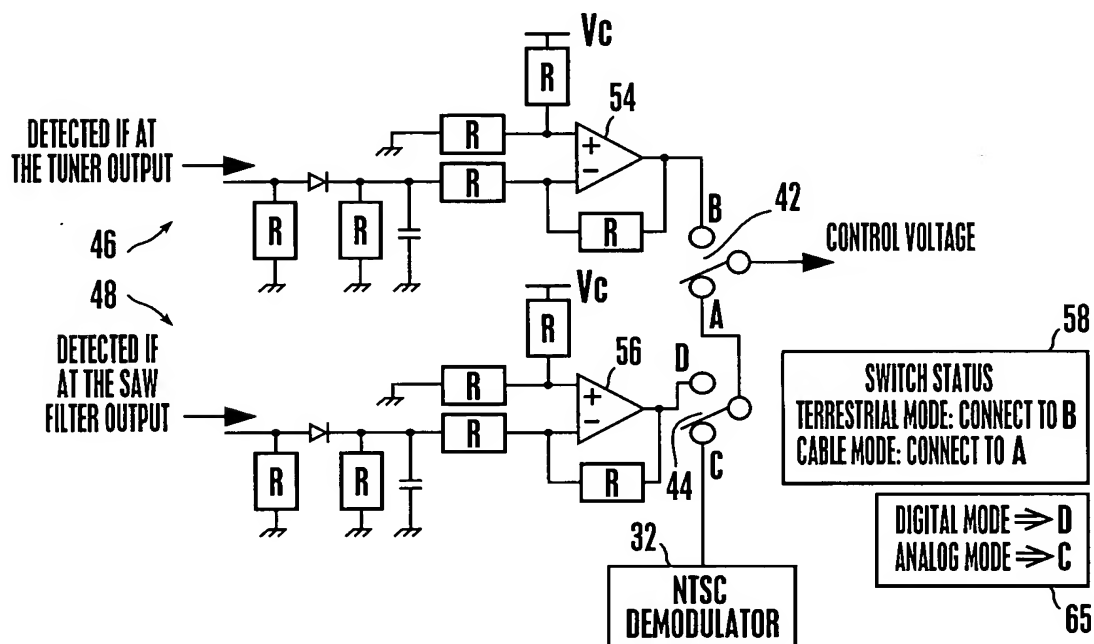 Vc
R
54
DETECTED IF AT
THE TUNER OUTPUT
R
+
R
−
R
R
R
B
42
CONTROL VOLTAGE
46
A
48
Vc
DETECTED IF
AT THE SAW
FILTER OUTPUT
R
56
R
+
R
−
R
R
R
D
44
C
58
SWITCH STATUS
TERRESTRIAL MODE: CONNECT TO B
CABLE MODE: CONNECT TO A
DIGITAL MODE ⇒ D
ANALOG MODE ⇒ C
65
32
NTSC
DEMODULATOR